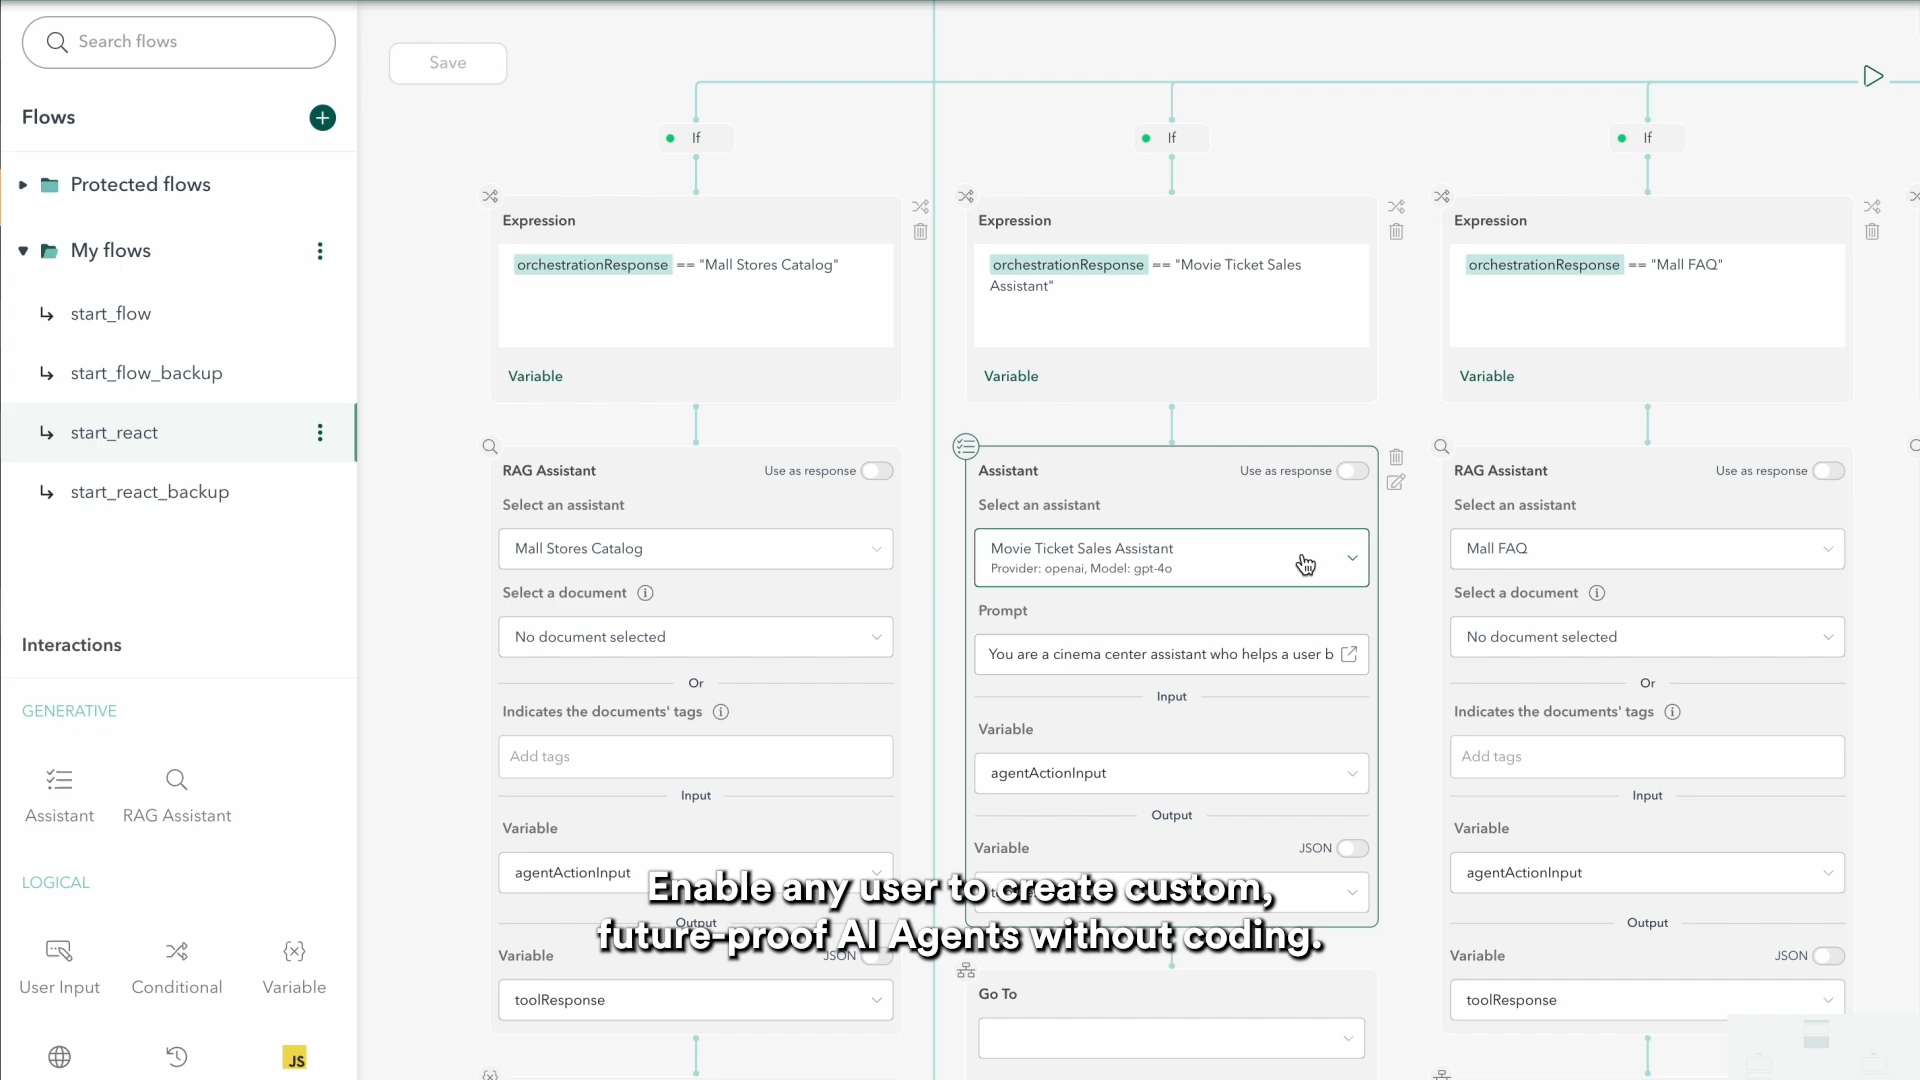 Search flows
Save
Flows
Protected flows
My flows
start_flow
start_flow_backup
start_react
start_react_backup
Interactions
GENERATIVE
Assistant
RAG Assistant
LOGICAL
User Input
Conditional
Variable
JS
If
Expression
orchestrationResponse == "Mall Stores Catalog"
Variable
RAG Assistant
Use as response
Select an assistant
Mall Stores Catalog
Select a document
No document selected
Or
Indicates the documents' tags
Add tags
Input
Variable
agentActionInput
Output
Variable
JSON
toolResponse
If
Expression
orchestrationResponse == "Movie Ticket Sales
Assistant"
Variable
Assistant
Use as response
Select an assistant
Movie Ticket Sales Assistant
Provider: openai, Model: gpt-4o
Prompt
You are a cinema center assistant who helps a user b
Input
Variable
agentActionInput
Output
Variable
JSON
Go To
If
Expression
orchestrationResponse == "Mall FAQ"
Variable
RAG Assistant
Use as response
Select an assistant
Mall FAQ
Select a document
No document selected
Or
Indicates the documents' tags
Add tags
Input
Variable
agentActionInput
Output
Variable
JSON
toolResponse
Enable any user to create custom,
future-proof AI Agents without coding.